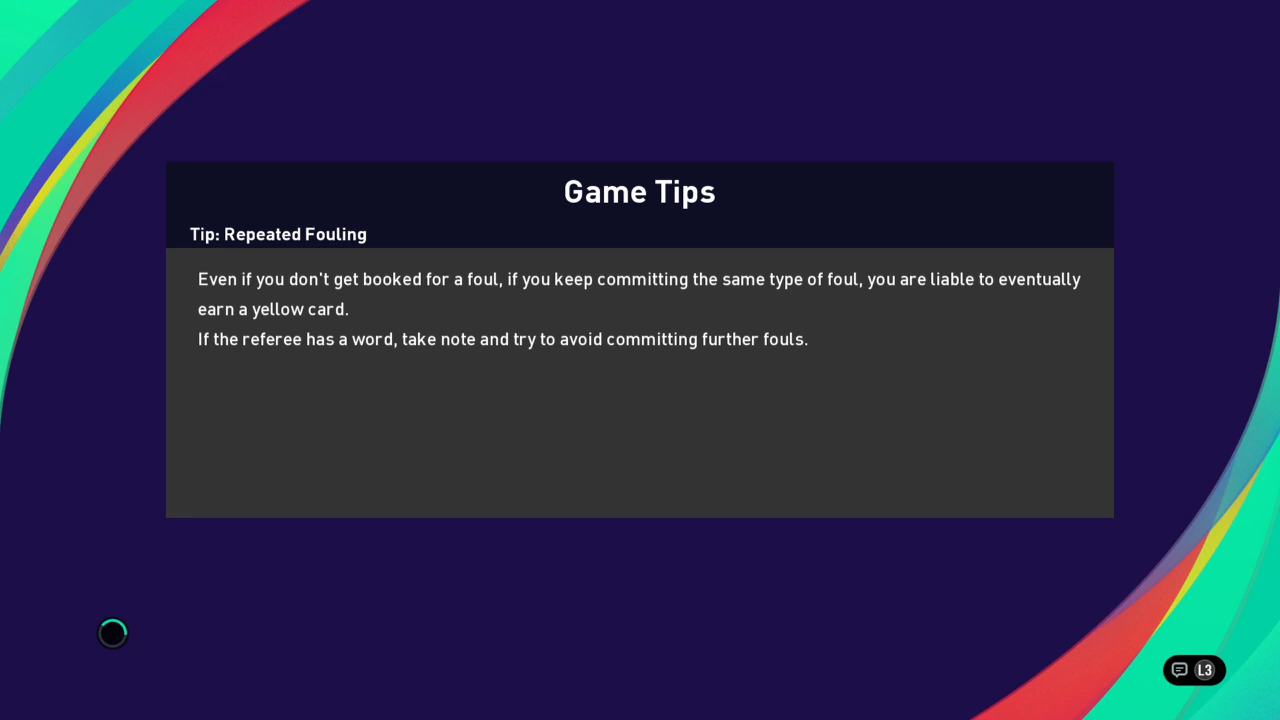 Game Tips
Tip: Repeated Fouling
Even if you don't get booked for a foul, if you keep committing the same type of foul, you are liable to eventually
earn a yellow card.
If the referee has a word, take note and try to avoid committing further fouls.
L3